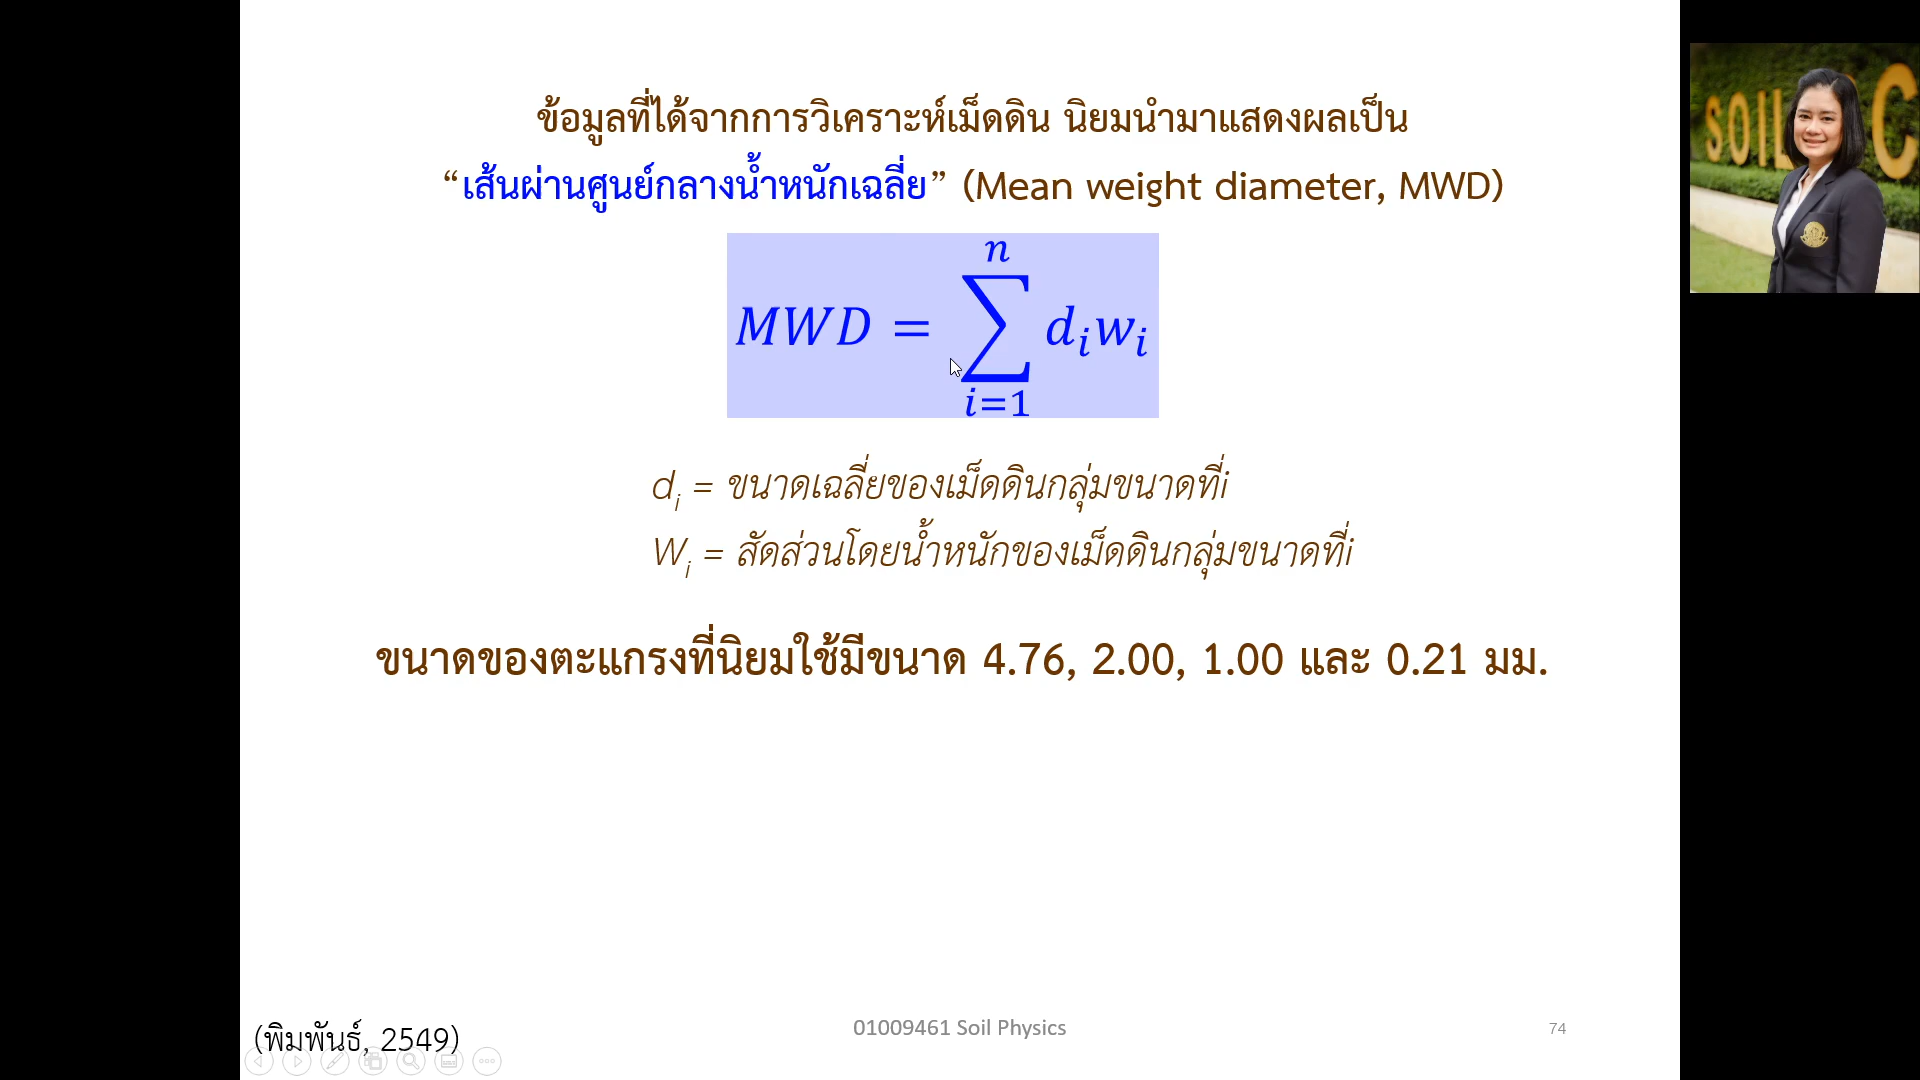 ข้อมูลที่ได้จากการวิเคราะห์เม็ดดิน นิยมนำมาแสดงผลเป็น
“เส้นผ่านศูนย์กลางน้ำหนักเฉลี่ย” (Mean weight diameter, MWD)
MWD = \sum_{i=1}^{n} d_i w_i
d_i = ขนาดเฉลี่ยของเม็ดดินกลุ่มขนาดที่i
W_i = สัดส่วนโดยน้ำหนักของเม็ดดินกลุ่มขนาดที่i
ขนาดของตะแกรงที่นิยมใช้มีขนาด 4.76, 2.00, 1.00 และ 0.21 มม.
(พิมพันธ์, 2549)
01009461 Soil Physics
74
SOIL C